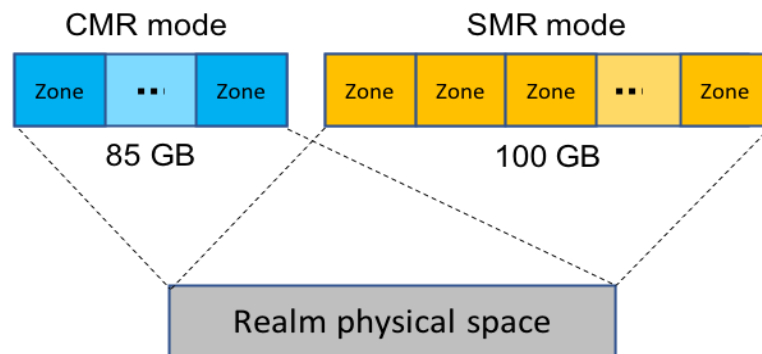 CMR mode
SMR mode
Zone ... Zone
Zone Zone Zone ... Zone
85 GB
100 GB
Realm physical space